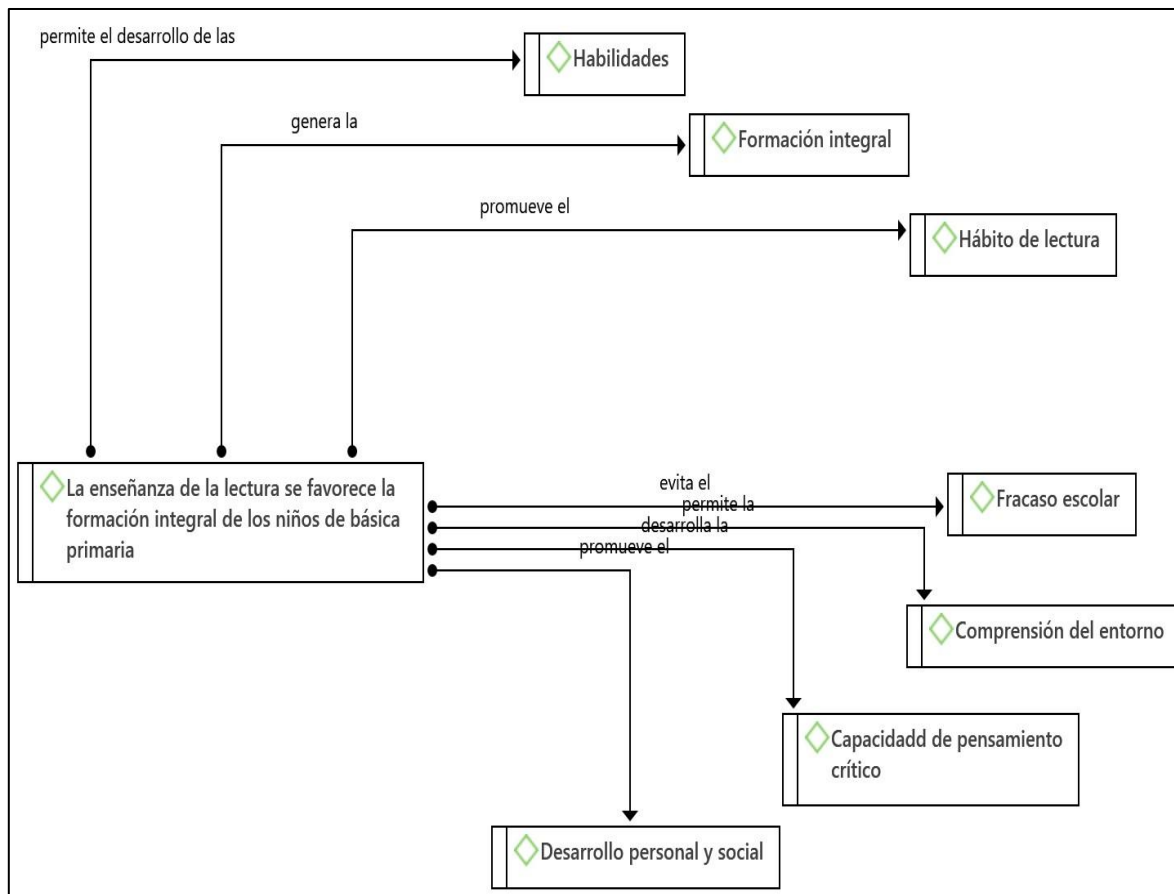 permite el desarrollo de las
Habilidades
genera la
Formación integral
promueve el
Hábito de lectura
La enseñanza de la lectura se favorece la
formación integral de los niños de básica
primaria
evita el
Fracaso escolar
permite la
desarrolla la
promueve el
Comprensión del entorno
Capacidadd de pensamiento
crítico
Desarrollo personal y social